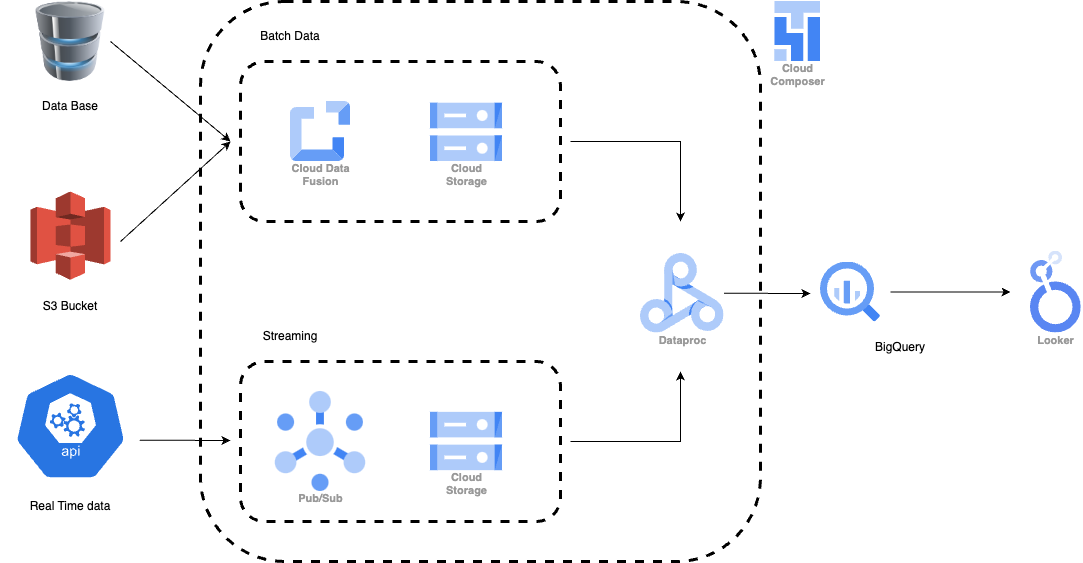 Data Base
S3 Bucket
api
Real Time data
Batch Data
Cloud Data
Fusion
Cloud
Storage
Streaming
Pub/Sub
Cloud
Storage
Dataproc
Cloud
Composer
BigQuery
Looker